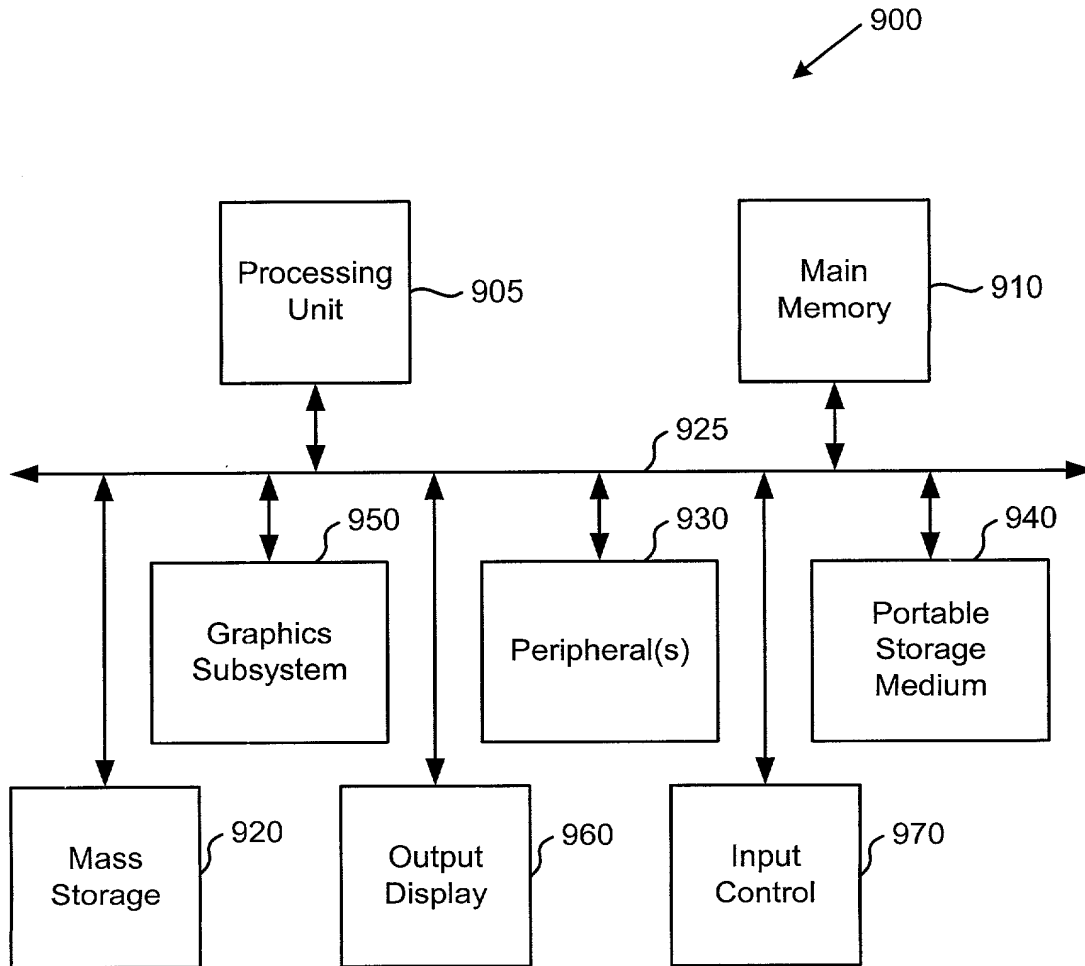 900
Processing
Unit
905
Main
Memory
910
925
950
930
940
Graphics
Subsystem
Peripheral(s)
Portable
Storage
Medium
920
960
970
Mass
Storage
Output
Display
Input
Control